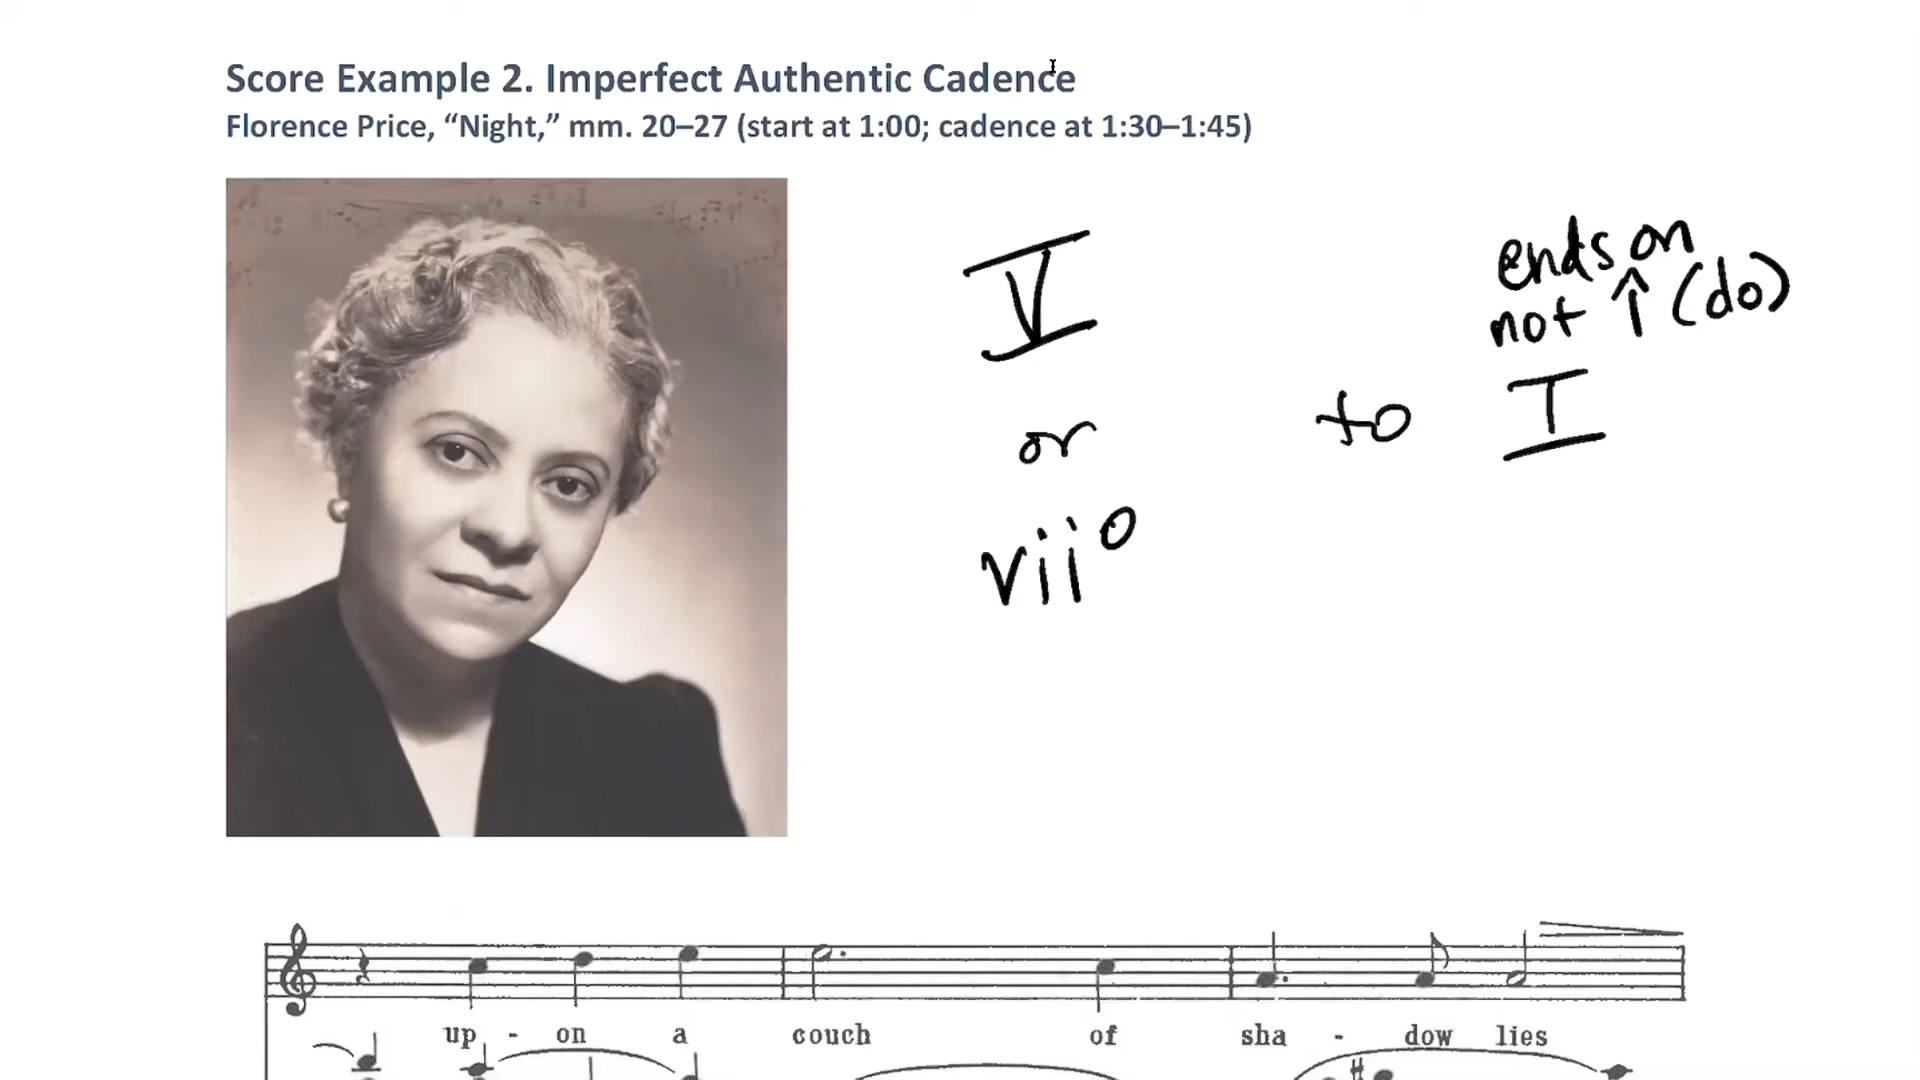 Score Example 2. Imperfect Authentic Cadence
Florence Price, “Night,” mm. 20–27 (start at 1:00; cadence at 1:30–1:45)
V
or
vii°
to
ends on
not 1̂ (do)
I
up - on a couch of sha - dow lies